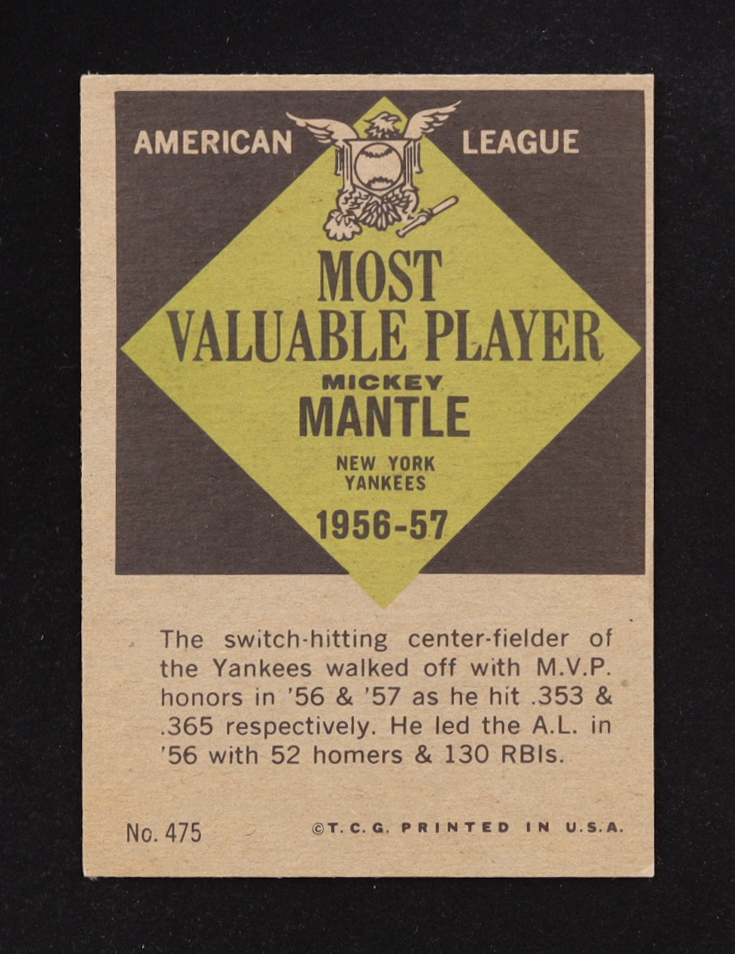 AMERICAN LEAGUE
MOST
VALUABLE PLAYER
MICKEY
MANTLE
NEW YORK
YANKEES
1956-57
The switch-hitting center-fielder of
the Yankees walked off with M.V.P.
honors in '56 & '57 as he hit .353 &
.365 respectively. He led the A.L. in
'56 with 52 homers & 130 RBIs.
No. 475 ©T.C.G. PRINTED IN U.S.A.